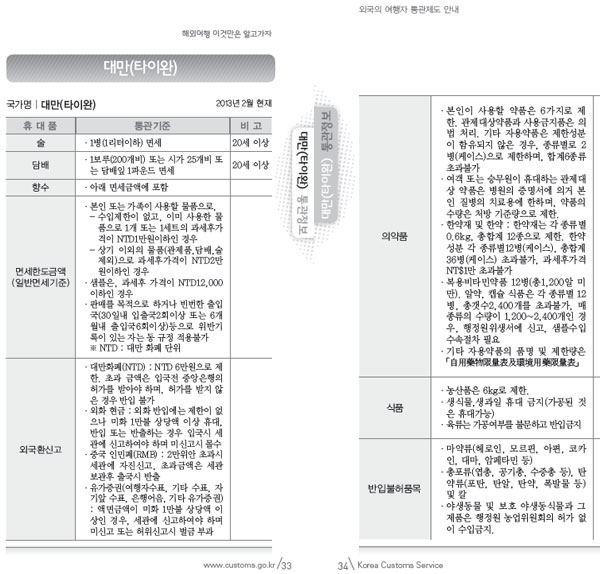 해외여행 이것만은 알고가자
대만(타이완)
국가명 | 대만(타이완)
2013년 2월 현재
휴 대 품
통관기준
비 고
술
· 1병(1리터이하) 면세
20세 이상
담배
· 1보루(200개비) 또는 시가 25개비 또
는 담배잎 1파운드 면세
20세 이상
향수
· 아래 면세금액에 포함
면세한도금액
(일반면세기준)
· 본인 또는 가족이 사용할 물품으로,
- 수입제한이 없고, 이미 사용한 물
품으로 1개 또는 1세트의 과세가
격이 NTD1만원이하인 경우
- 상기 이외의 물품(관제품,담배,술
제외)으로 과세가격이 NTD2만
원이하인 경우
· 샘플은, 과세가격이 NTD12,000
이하인 경우
· 판매를 목적으로 하거나 빈번한 출입
국(30일내 입출국2회이상 또는 6개
월내 출입국6회이상)등으로 위반기
록이 있는 자는 동 규정 적용불가
※ NTD : 대만 화폐 단위
외국환신고
· 대만화폐(NTD) : NTD 6만원으로 제
한. 초과 금액은 입국전 중앙은행의
허가를 받아야 하며, 허가를 받지 않
은 경우 반입 불가
· 외화 현금 : 외화 반입에는 제한이 없
으나 미화 1만불 상당액 이상 휴대,
반입 또는 반출하는 경우 입국시 세
관에 신고하여야 하며 미신고시 몰수
· 중국 인민폐(RMB) : 2만위안 초과시
세관에 자진신고, 초과금액은 세관
보관후 출국시 반출
· 유가증권(여행자수표, 기타 수표, 자
기앞 수표, 은행어음, 기타 유가증권)
: 액면금액이 미화 1만불 상당액 이
상인 경우, 세관에 신고하여야 하며
미신고 또는 허위신고시 벌금 부과
www.customs.go.kr / 33
대만(타이완) 통관정보
대만(타이완) 통관정보
외국의 여행자 통관제도 안내
의약품
· 본인이 사용할 약품은 6가지로 제
한. 관제대상약품과 사용금지품은 의
법 처리. 기타 자용약품은 제한성분
이 함유되지 않은 경우, 종류별로 2
병(케이스)으로 제한하며, 합계6종류
초과불가
· 여객 또는 승무원이 휴대하는 관제대
상 약품은 병원의 증명서에 의거 본
인 질병의 치료용에 한하며, 약품의
수량은 처방 기준량으로 제한.
· 한약재 및 한약 : 한약재는 각 종류별
0.6kg, 총합계 12종으로 제한. 한약
성분 각 종류별12병(케이스), 총합계
36병(케이스) 초과불가, 과세가격
NT$1만 초과불가
· 복용비타민약품 12병(총1,200알 미
만). 알약, 캡슐 식품은 각 종류별 12
병, 총갯수2,400개를 초과불가, 매
종류의 수량이 1,200~2,400개인 경
우, 행정원위생서에 신고, 샘플수입
수속절차 필요
· 기타 자용약품의 품명 및 제한량은
「自用藥物限量表及環境用藥限量表」
식품
· 농산품은 6kg로 제한.
· 생식물,생과일 휴대 금지(가공된 것
은 휴대가능)
· 육류는 가공여부를 불문하고 반입금지
반입불허품목
· 마약류(헤로인, 모르핀, 아편, 코카
인, 대마, 암페타민 등)
· 총포류(엽총, 공기총, 수중총 등), 탄
약류(포탄, 탄알, 탄약, 폭발물 등)
및 칼
· 야생동물 및 보호 야생동식물과 그
제품은 행정원 농업위원회의 허가 없
이 수입금지.
34 \ Korea Customs Service